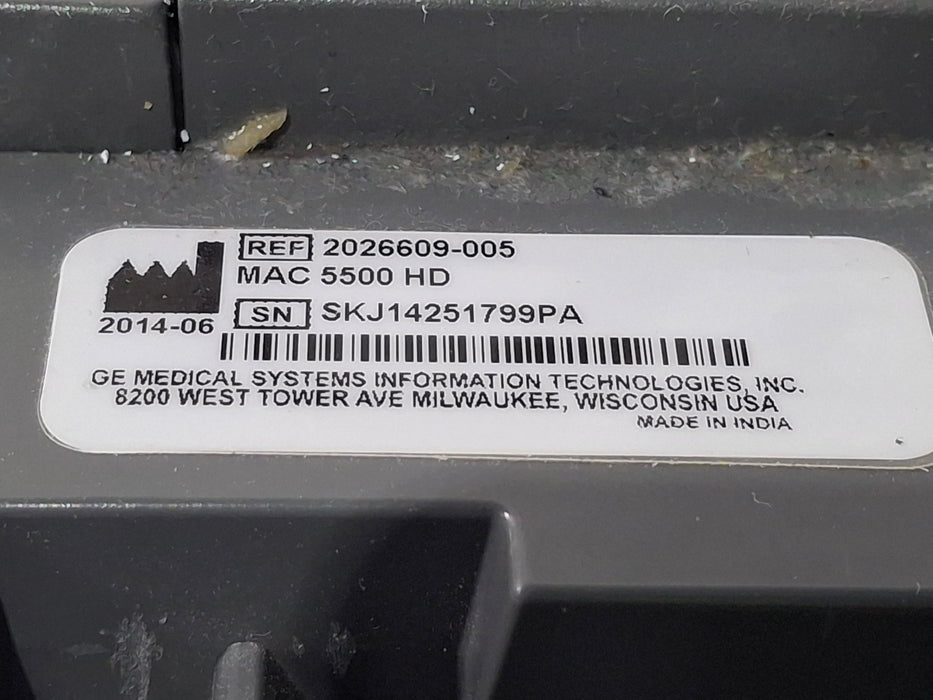 REF 2026609-005
MAC 5500 HD
2014-06
SN SKJ14251799PA
GE MEDICAL SYSTEMS INFORMATION TECHNOLOGIES, INC.
8200 WEST TOWER AVE MILWAUKEE, WISCONSIN USA
MADE IN INDIA